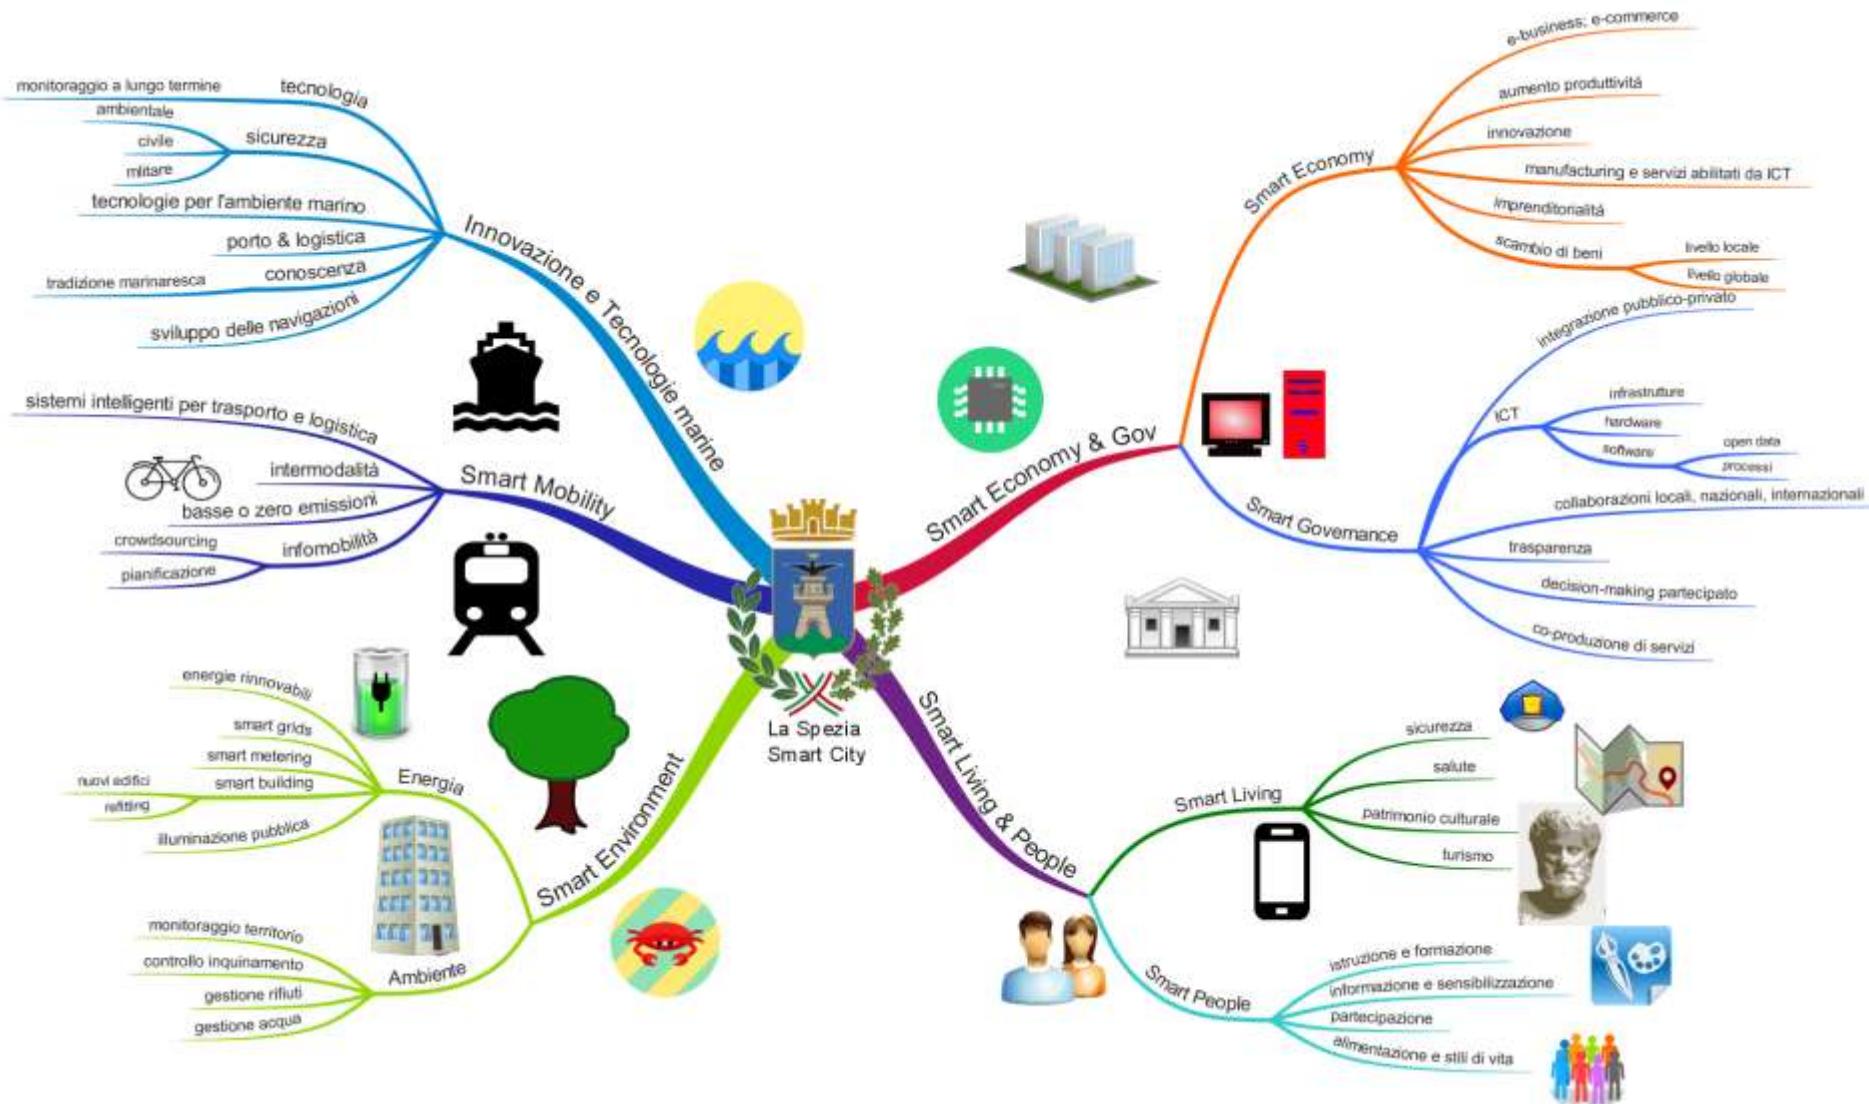 La Spezia
Smart City
Innovazione e Tecnologie marine
tecnologia
monitoraggio a lungo termine
sicurezza
ambientale
civile
mlitare
tecnologie per l'ambiente marino
porto & logistica
conoscenza
tradizione marinaresca
sviluppo delle navigazioni
Smart Mobility
sistemi intelligenti per trasporto e logistica
intermodalità
basse o zero emissioni
infomobilità
crowdsourcing
pianificazione
Smart Environment
Energia
energie rinnovabili
smart grids
smart metering
smart building
nuovi edifici
refitting
illuminazione pubblica
Ambiente
monitoraggio territorio
controllo inquinamento
gestione rifiuti
gestione acqua
Smart Economy & Gov
Smart Economy
e-business; e-commerce
aumento produttività
innovazione
manufacturing e servizi abilitati da ICT
imprenditorialità
scambio di beni
livello locale
livello globale
Smart Governance
integrazione pubblico-privato
ICT
infrastrutture
hardware
software
open data
processi
collaborazioni locali, nazionali, internazionali
trasparenza
decision-making partecipato
co-produzione di servizi
Smart Living & People
Smart Living
sicurezza
salute
patrimonio culturale
turismo
Smart People
istruzione e formazione
informazione e sensibilizzazione
partecipazione
alimentazione e stili di vita